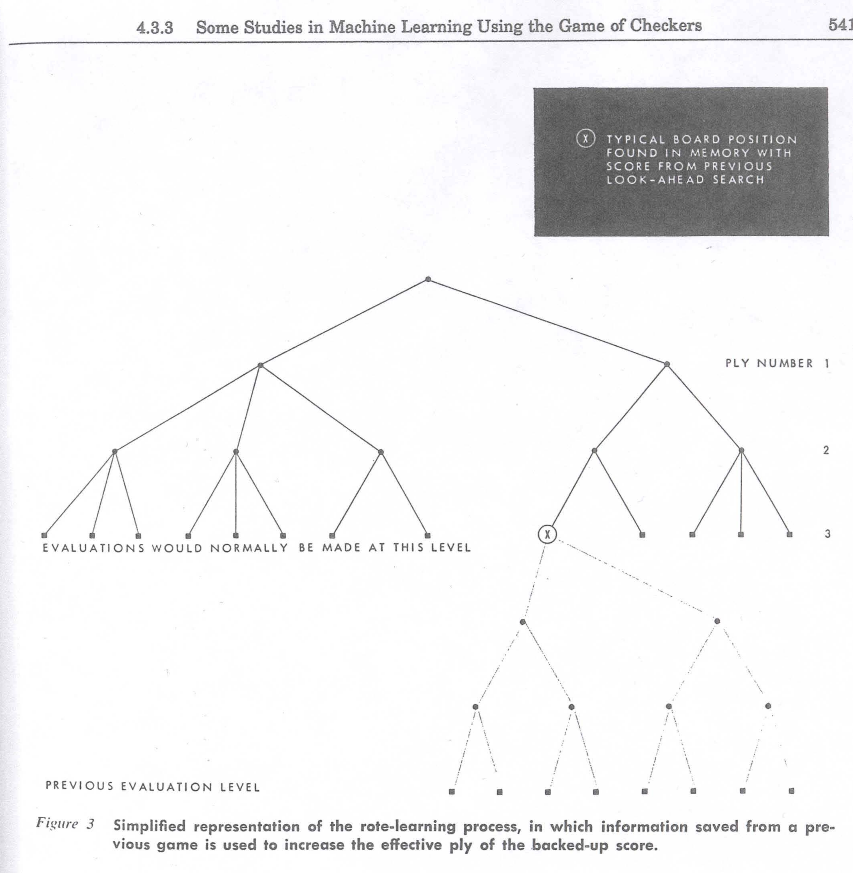 4.3.3 Some Studies in Machine Learning Using the Game of Checkers 541
X TYPICAL BOARD POSITION
FOUND IN MEMORY WITH
SCORE FROM PREVIOUS
LOOK-AHEAD SEARCH
PLY NUMBER 1
2
X
3
EVALUATIONS WOULD NORMALLY BE MADE AT THIS LEVEL
PREVIOUS EVALUATION LEVEL
Figure 3 Simplified representation of the rote-learning process, in which information saved from a pre-
vious game is used to increase the effective ply of the backed-up score.